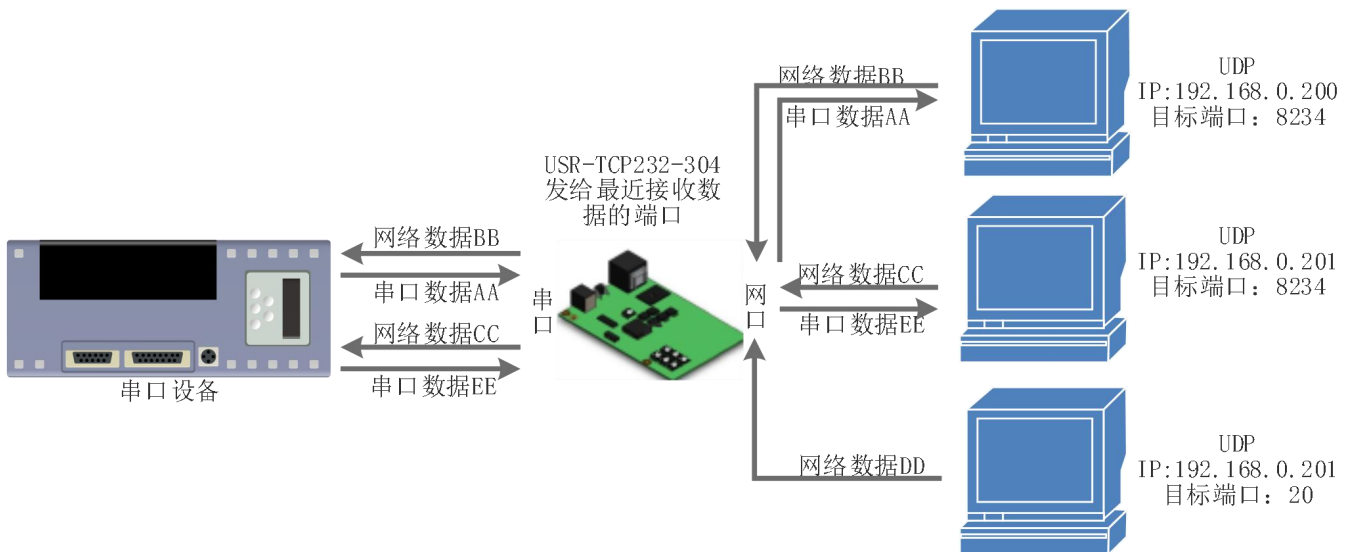 网络数据BB
串口数据AA
UDP
IP:192.168.0.200
目标端口：8234
USR-TCP232-304
发给最近接收数
据的端口
网络数据BB
串口数据AA
网络数据CC
串口数据EE
串口设备
串
口
网
口
网络数据CC
串口数据EE
UDP
IP:192.168.0.201
目标端口：8234
网络数据DD
UDP
IP:192.168.0.201
目标端口：20